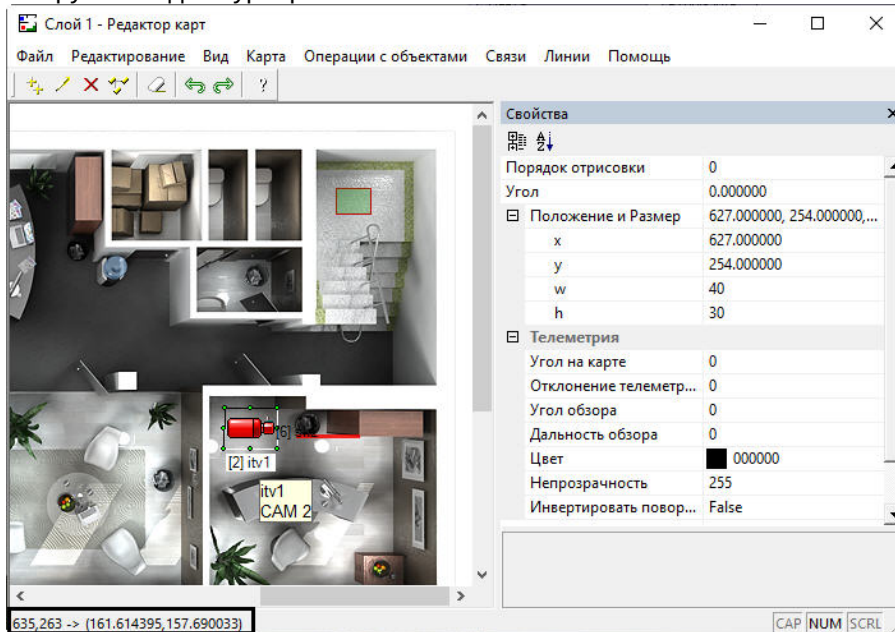 Слой 1 - Редактор карт
Файл Редактирование Вид Карта Операции с объектами Связи Линии Помощь
?
Свойства
Порядок отрисовки 0
Угол 0.000000
Положение и Размер 627.000000, 254.000000,...
x 627.000000
y 254.000000
w 40
h 30
Телеметрия
Угол на карте 0
Отклонение телеметр... 0
Угол обзора 0
Дальность обзора 0
Цвет 000000
Непрозрачность 255
Инвертировать повор... False
[2] itv1
itv1
CAM 2
635,263 -> (161.614395,157.690033)
CAP NUM SCRL